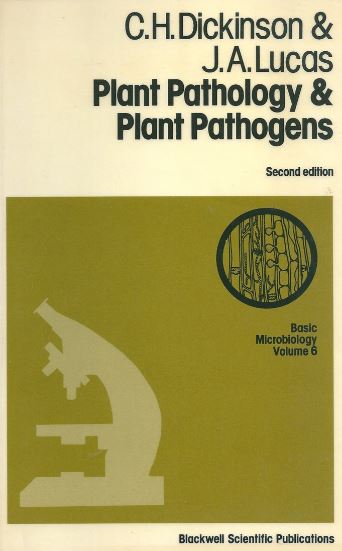 C.H.Dickinson &
J.A.Lucas
Plant Pathology &
Plant Pathogens
Second edition
Basic
Microbiology
Volume 6
Blackwell Scientific Publications